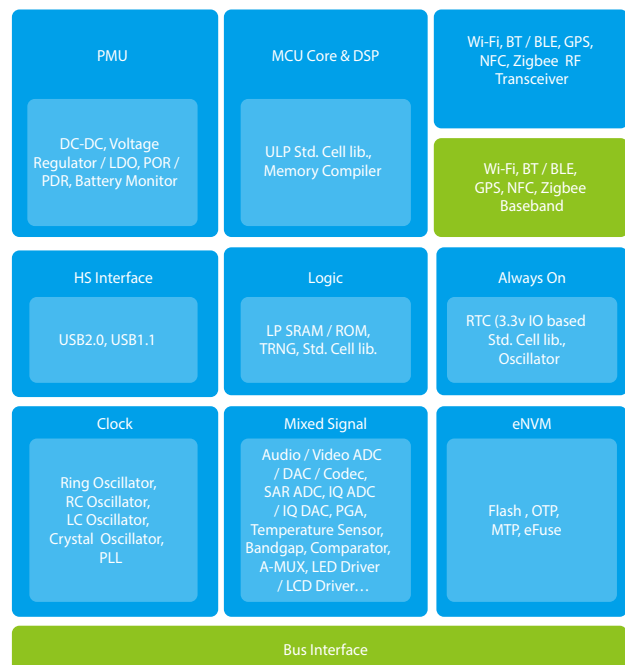 PMU
DC-DC, Voltage
Regulator / LDO, POR /
PDR, Battery Monitor
MCU Core & DSP
ULP Std. Cell lib.,
Memory Compiler
Wi-Fi, BT / BLE, GPS,
NFC, Zigbee RF
Transceiver
Wi-Fi, BT / BLE,
GPS, NFC, Zigbee
Baseband
HS Interface
USB2.0, USB1.1
Logic
LP SRAM / ROM,
TRNG, Std. Cell lib.
Always On
RTC (3.3v IO based
Std. Cell lib.,
Oscillator
Clock
Ring Oscillator,
RC Oscillator,
LC Oscillator,
Crystal Oscillator,
PLL
Mixed Signal
Audio / Video ADC
/ DAC / Codec,
SAR ADC, IQ ADC
/ IQ DAC, PGA,
Temperature Sensor,
Bandgap, Comparator,
A-MUX, LED Driver
/ LCD Driver…
eNVM
Flash , OTP,
MTP, eFuse
Bus Interface